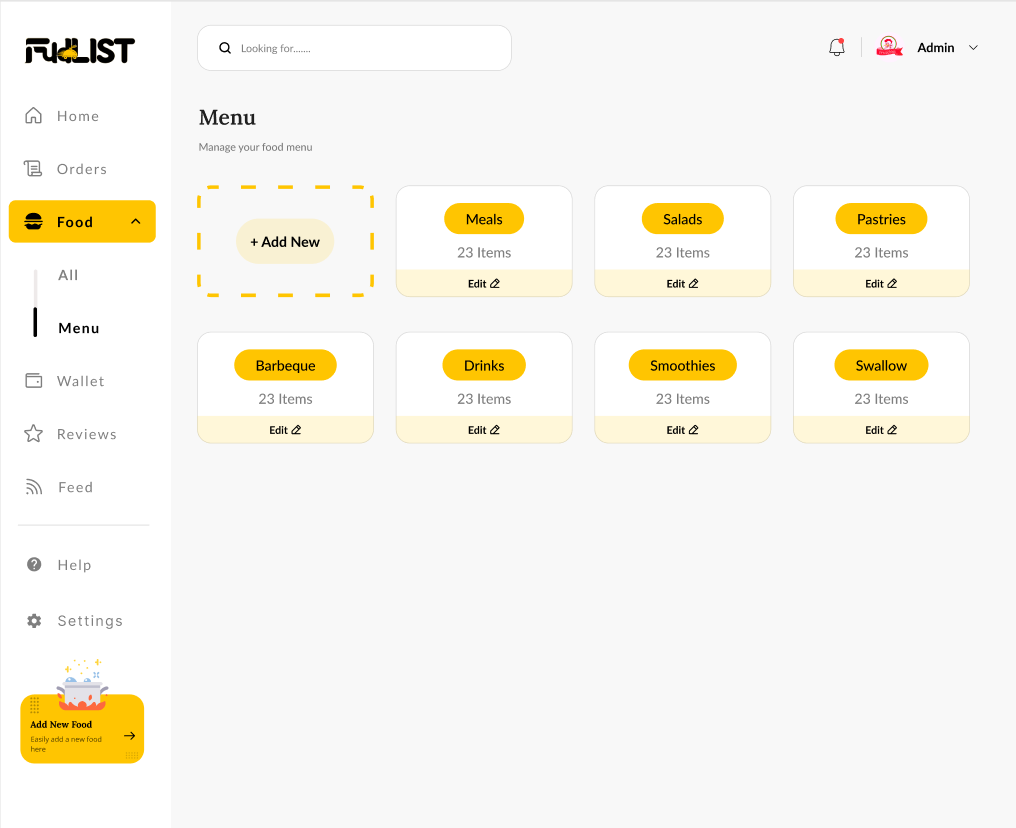 FudLIST
Looking for.......
Admin
Home
Orders
Food
All
Menu
Wallet
Reviews
Feed
Help
Settings
Add New Food
Easily add a new food
here
Menu
Manage your food menu
+ Add New
Meals
23 Items
Edit
Salads
23 Items
Edit
Pastries
23 Items
Edit
Barbeque
23 Items
Edit
Drinks
23 Items
Edit
Smoothies
23 Items
Edit
Swallow
23 Items
Edit